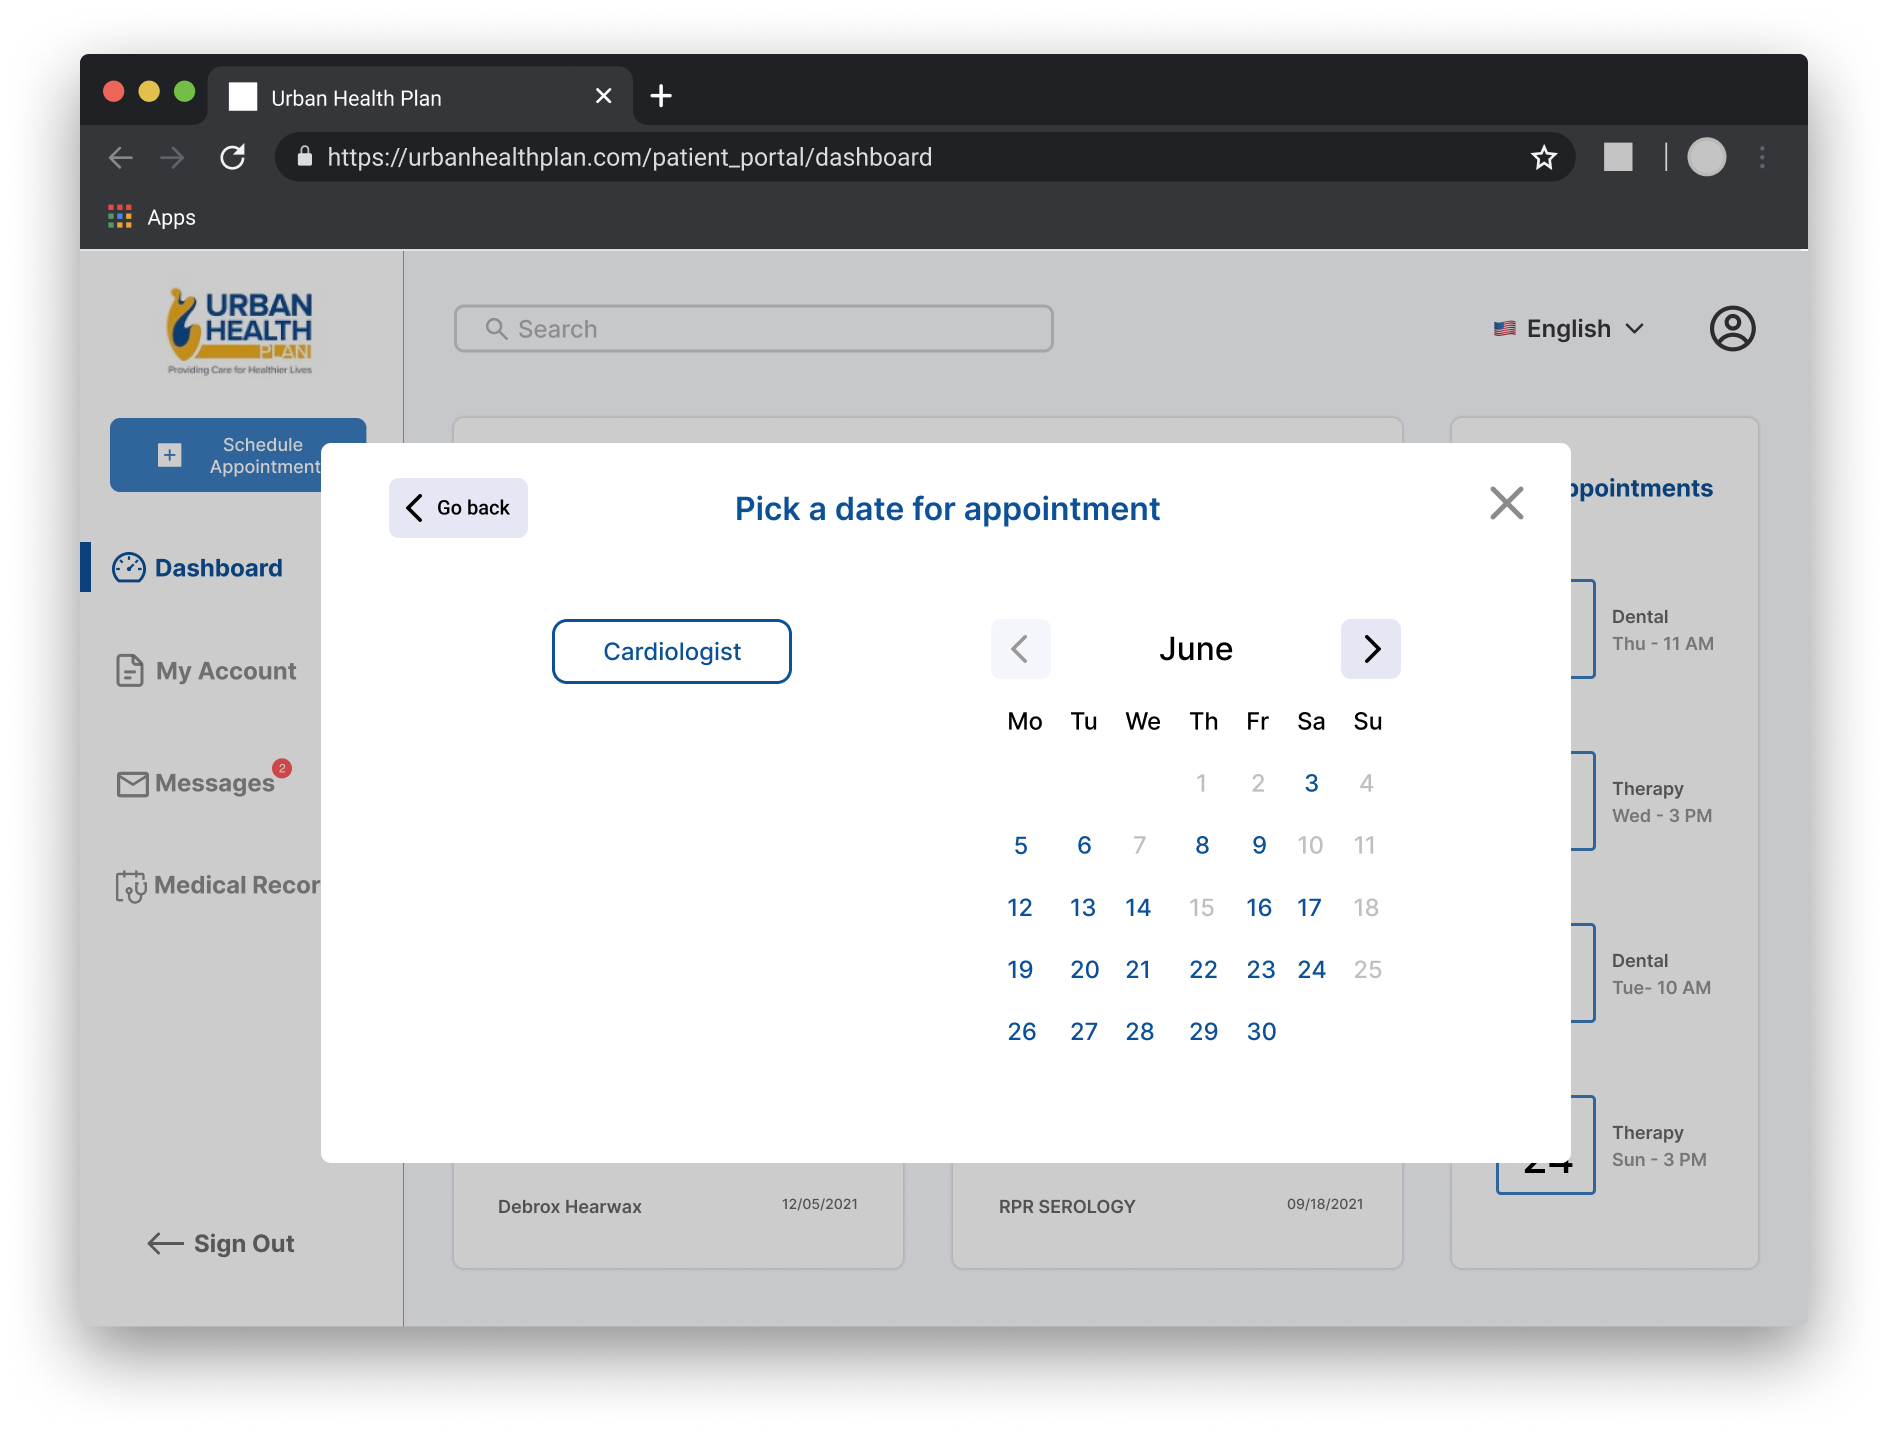 Urban Health Plan
https://urbanhealthplan.com/patient_portal/dashboard
Apps
URBAN
HEALTH
PLAN
Providing Care for Healthier Lives
Search
English
Schedule
Appointment
Dashboard
My Account
Messages 2
Medical Recor
Sign Out
Go back
Pick a date for appointment
Cardiologist
June
Mo Tu We Th Fr Sa Su
1 2 3 4
5 6 7 8 9 10 11
12 13 14 15 16 17 18
19 20 21 22 23 24 25
26 27 28 29 30
ppointments
Dental
Thu - 11 AM
Therapy
Wed - 3 PM
Dental
Tue- 10 AM
24
Therapy
Sun - 3 PM
Debrox Hearwax 12/05/2021
RPR SEROLOGY 09/18/2021